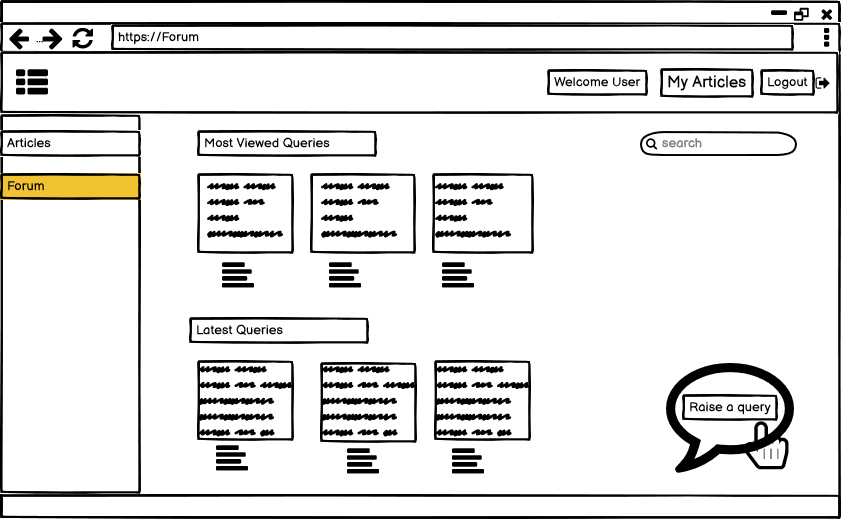 https://Forum
Welcome User
My Articles
Logout
Articles
Forum
Most Viewed Queries
search
Latest Queries
Raise a query